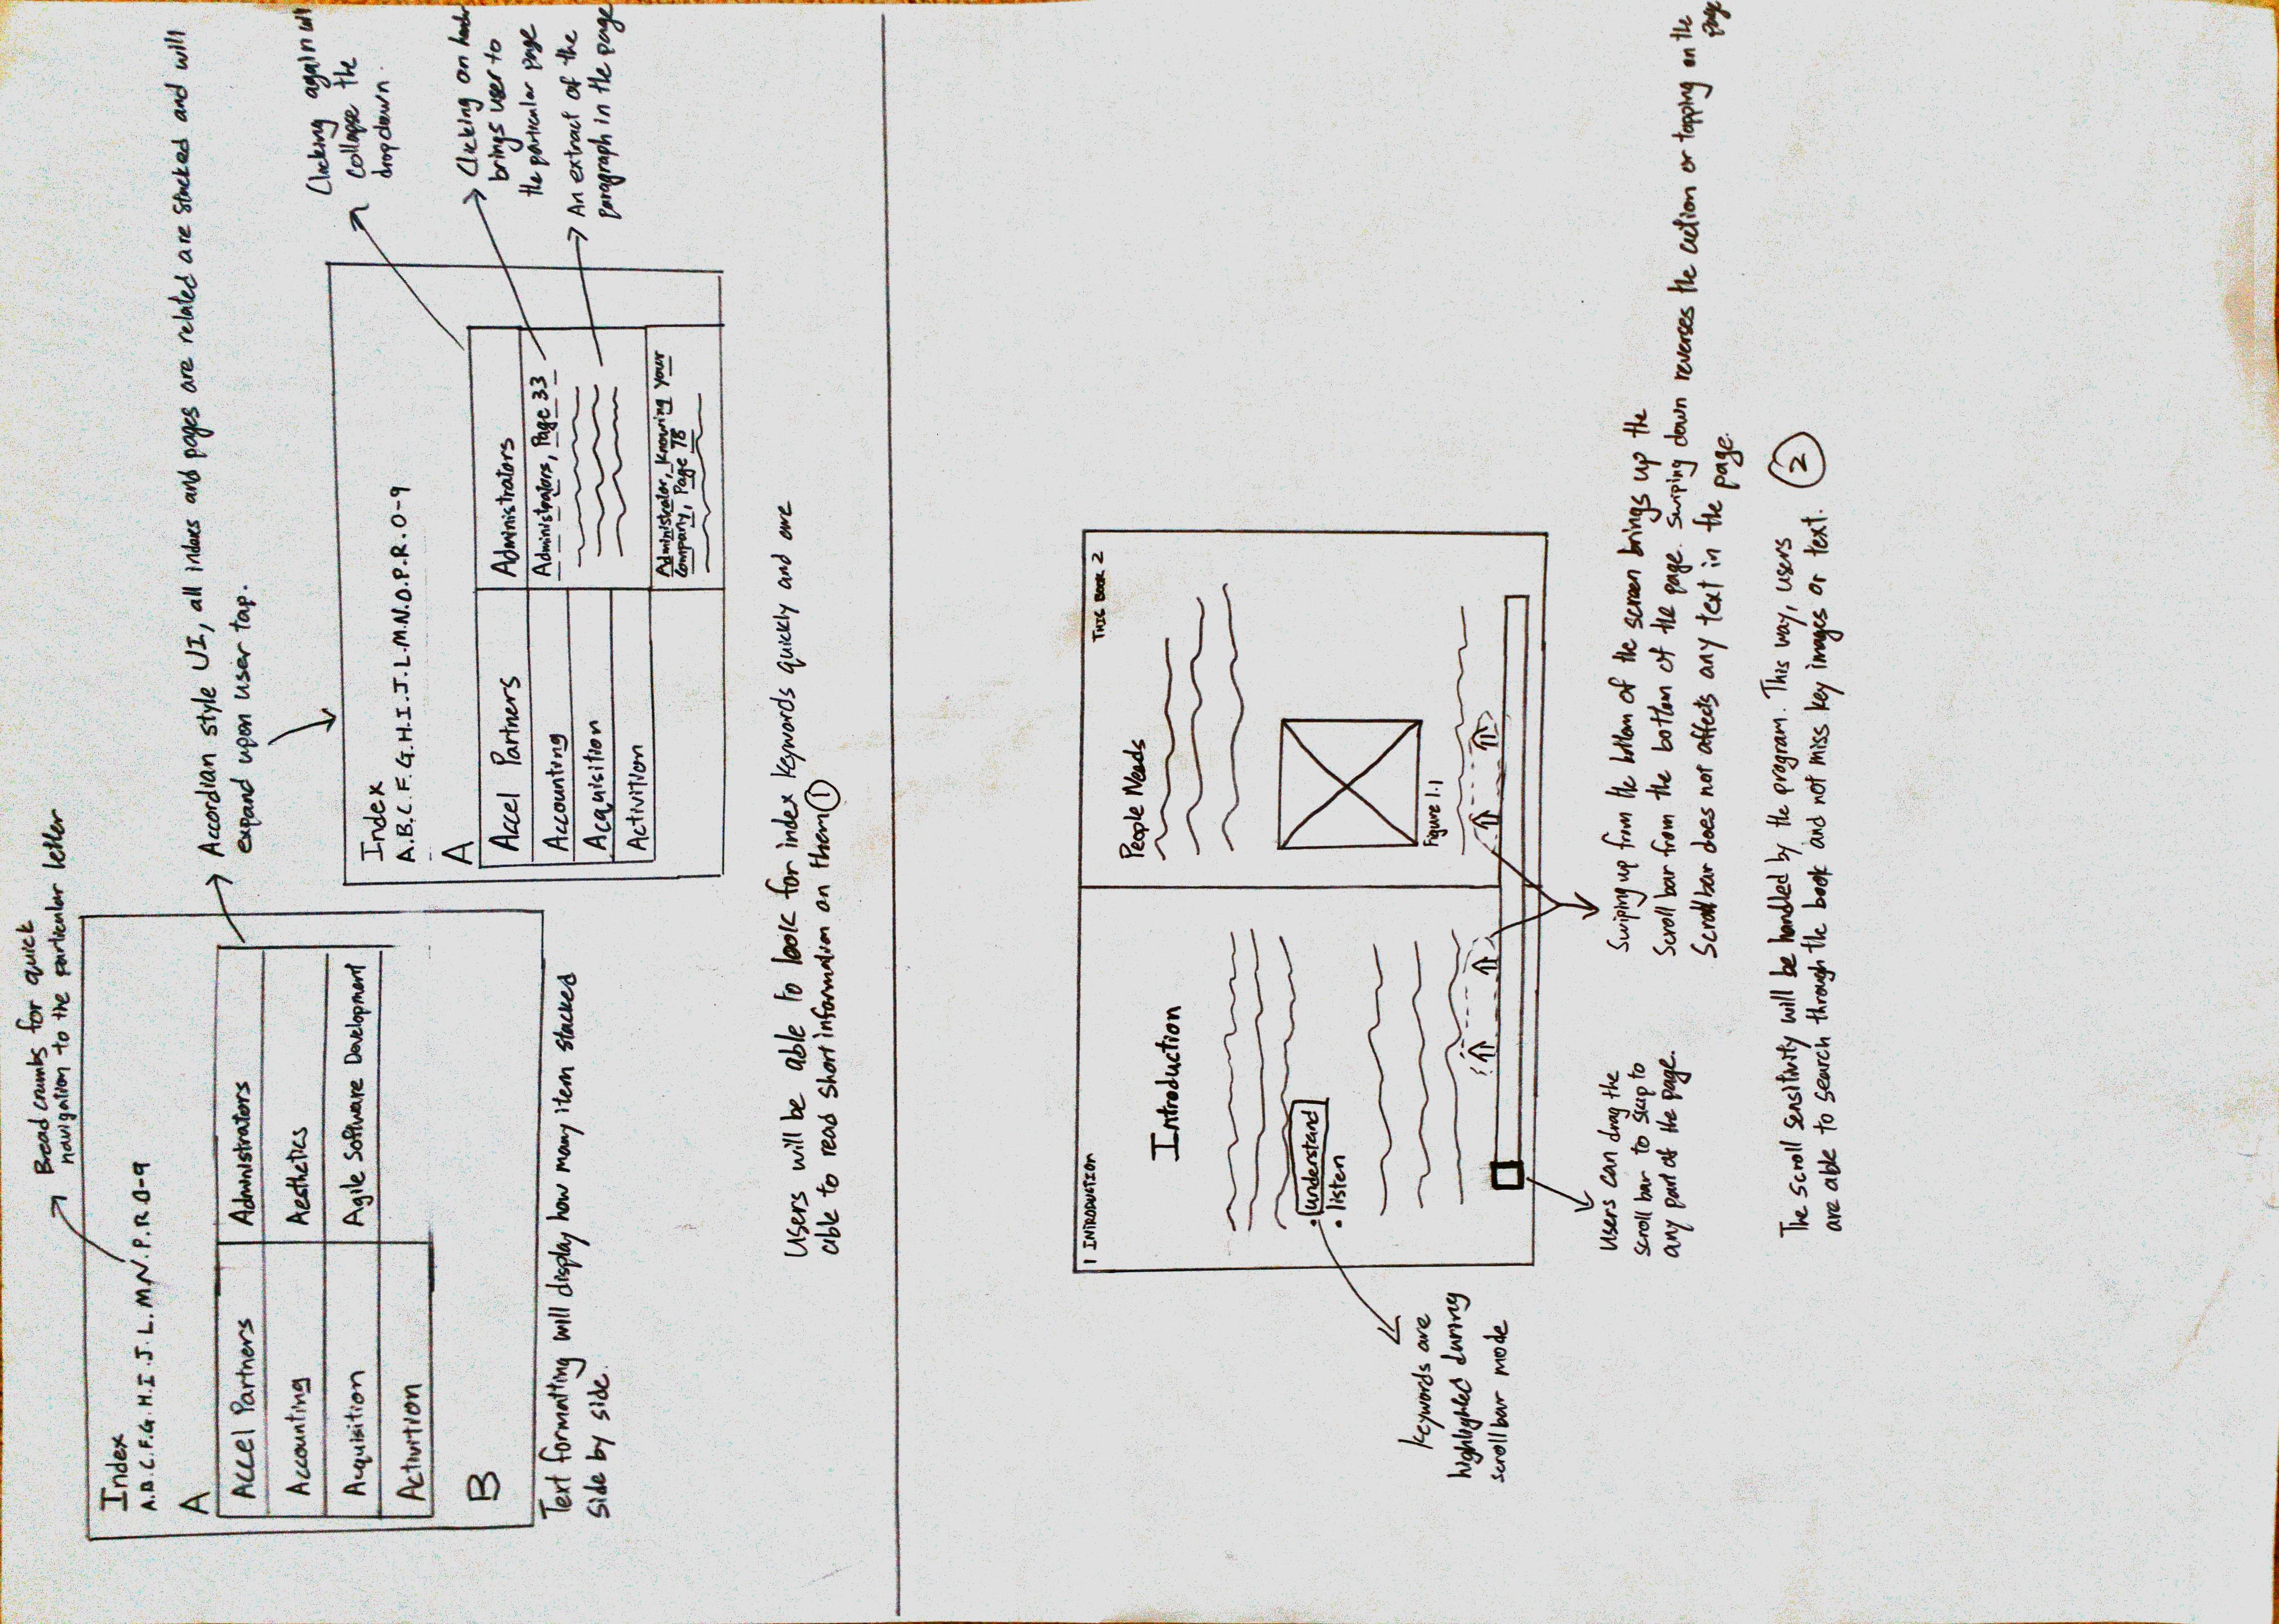 Bread crumbs for quick
navigation to the particular letter
Index
A.B.C.F.G.H.I.J.L.M.N.P.R 0-9
A
Accel Partners
Administrators
Accounting
Aesthetics
Acquisition
Agile Software Development
Activition
B
Text formatting will display how many item stacked
side by side.
Accordian style UI, all indexs and pages are related are stacked and will
expand upon user tap.
Index
A.B.C.F.G.H.I.J.L.M.N.O.P.R.0-9
A
Accel Partners
Administrators
Accounting
Administrators, Page 33
Acquisition
Activition
Administrator, knowing your
company, Page 78
Clicking again will
collapse the
dropdown.
Clicking on
brings user to
the particular page
An extract of the
paragraph in the page
Users will be able to look for index keywords quickly and are
able to read short information on them ①
1 INTRODUCTION
THIS BOOK 2
Introduction
• understand
• listen
People Needs
Figure 1.1
Keywords are
highlighed during
scroll bar mode
Users can drag the
scroll bar to skip to
any part of the page.
Swiping up from the bottom of the screen brings up the
scroll bar from the bottom of the page. Swiping down reverses the action or tapping on the page
Scroll bar does not affects any text in the page.
The scroll sensitivity will be handled by the program. This way, users
are able to search through the book and not miss key images or text. ②